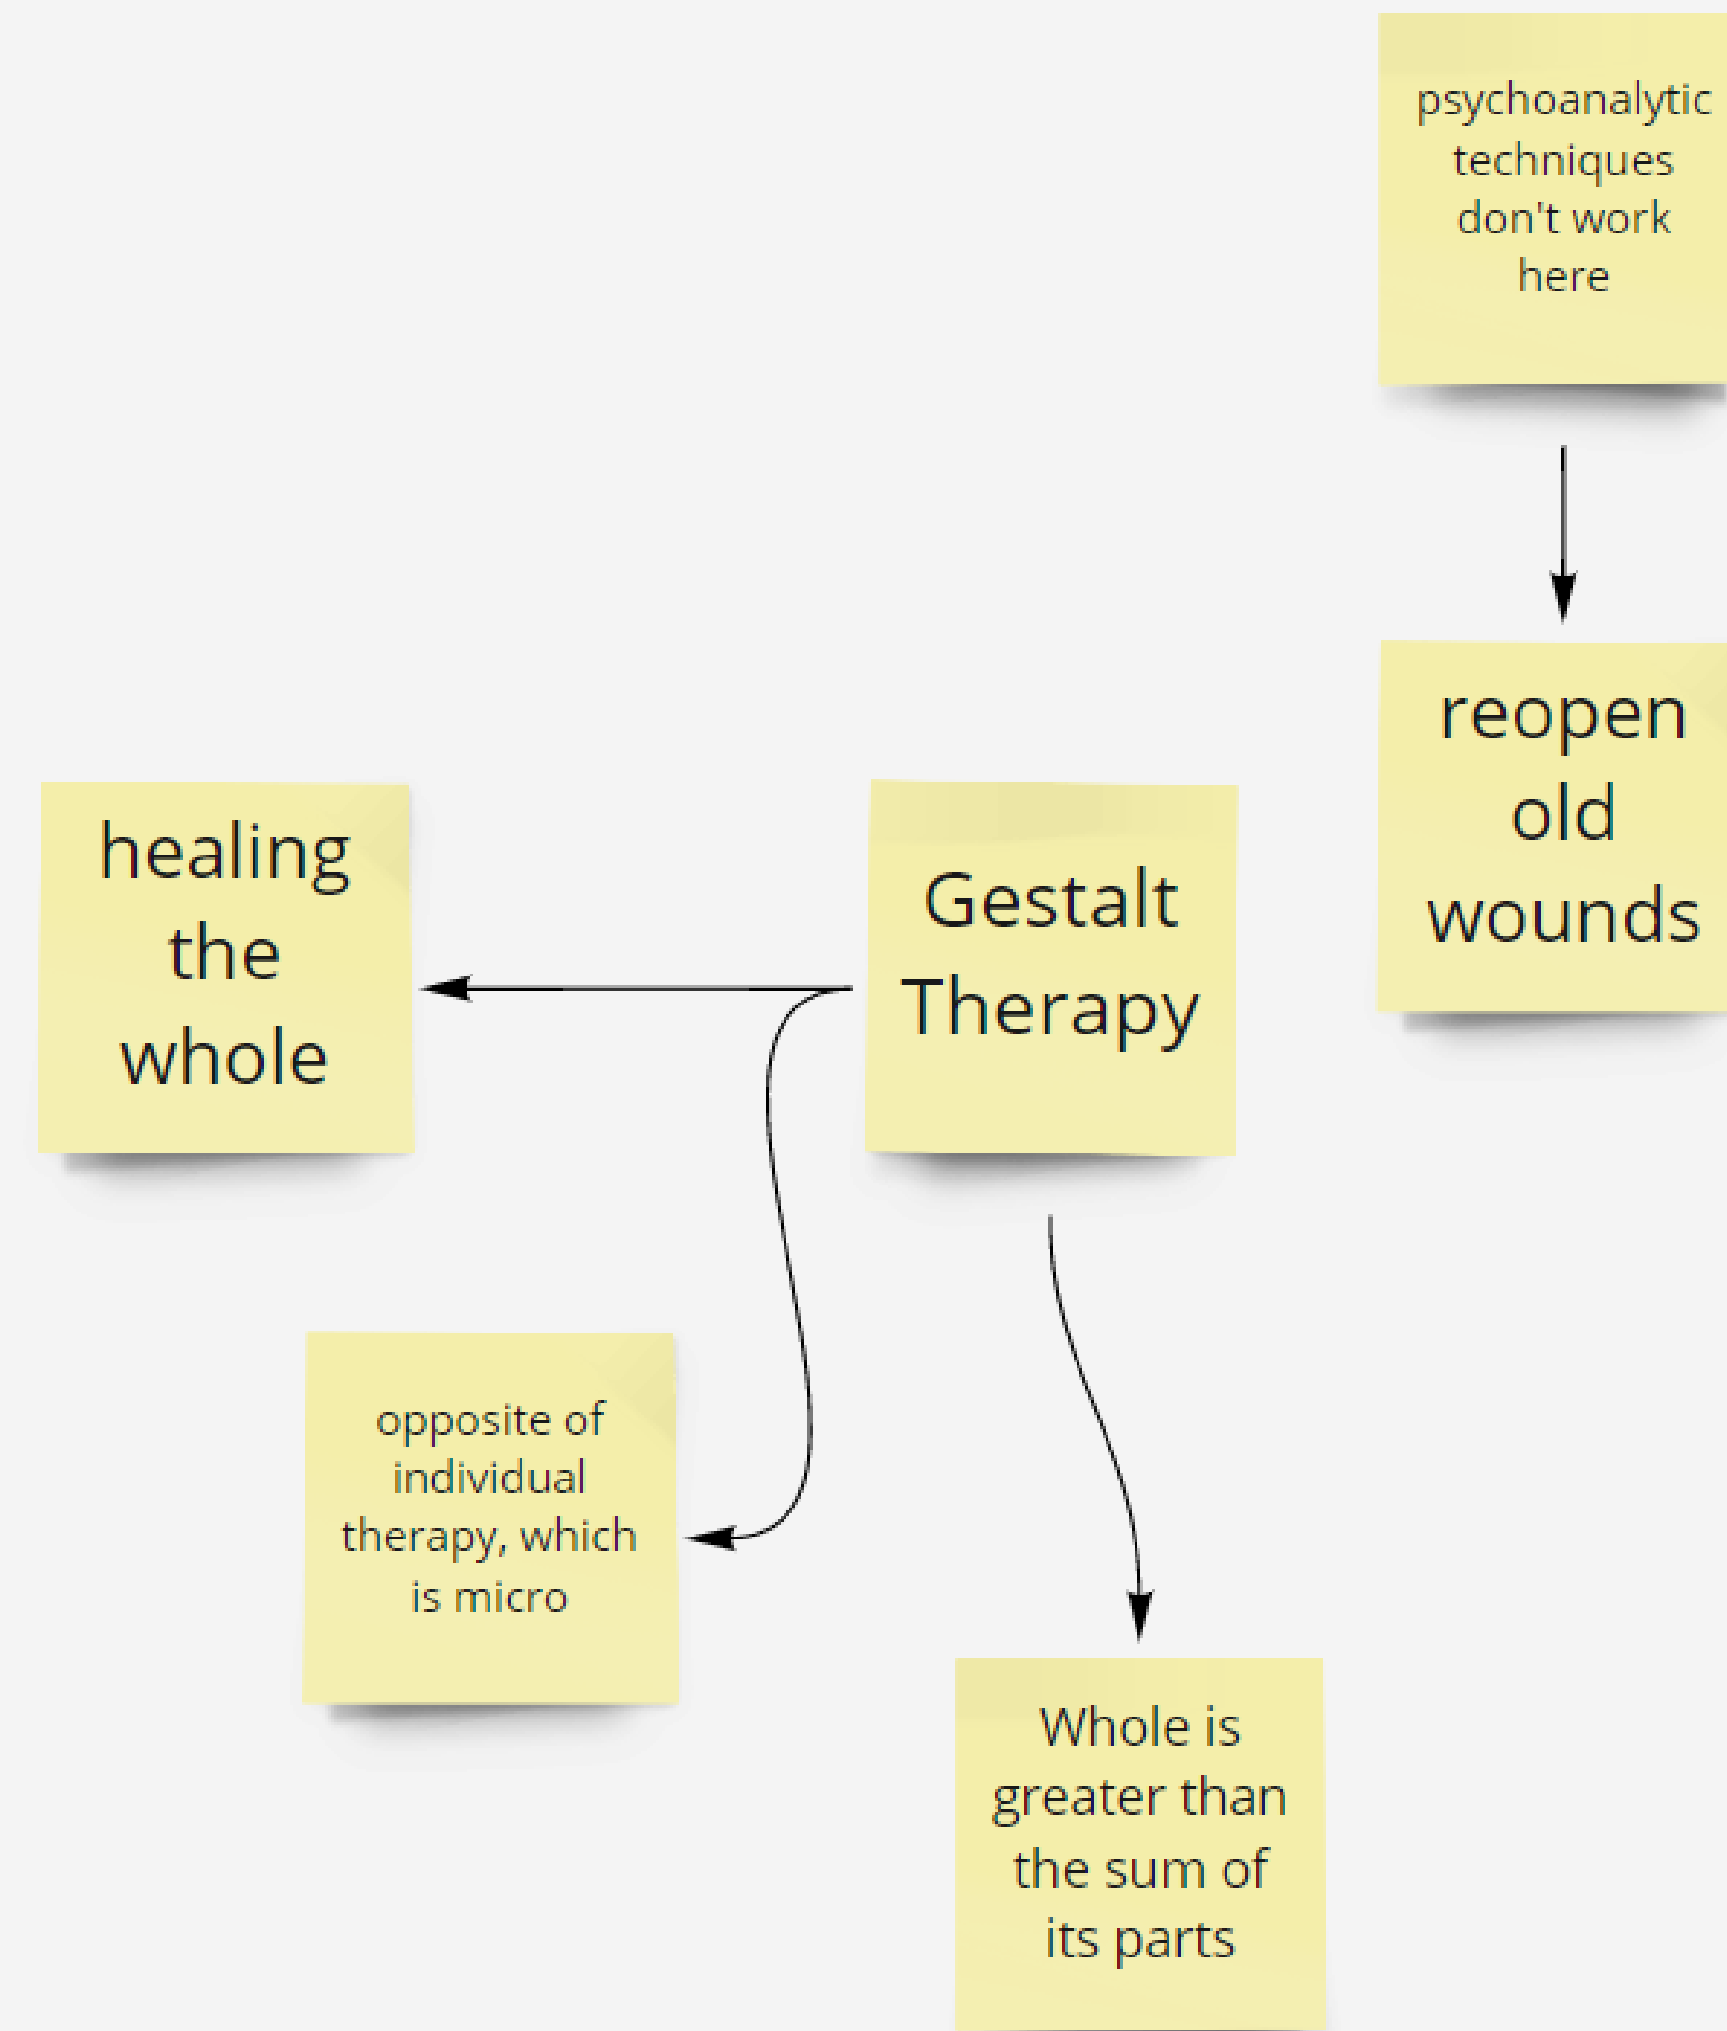 psychoanalytic
techniques
don't work
here
reopen
old
wounds
healing
the
whole
Gestalt
Therapy
opposite of
individual
therapy, which
is micro
Whole is
greater than
the sum of
its parts